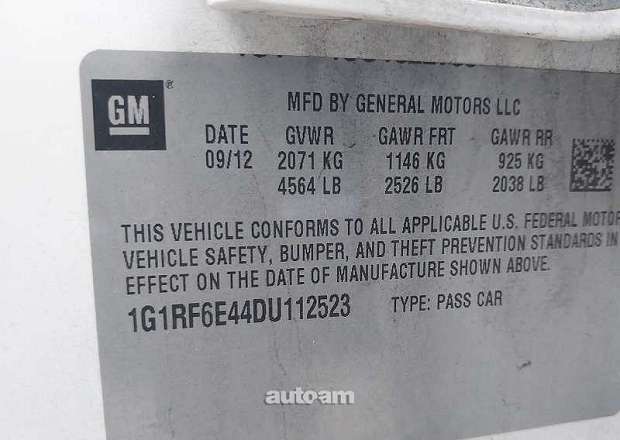 GM®
MFD BY GENERAL MOTORS LLC
DATE GVWR GAWR FRT GAWR RR
09/12 2071 KG 1146 KG 925 KG
4564 LB 2526 LB 2038 LB
THIS VEHICLE CONFORMS TO ALL APPLICABLE U.S. FEDERAL MOTOR
VEHICLE SAFETY, BUMPER, AND THEFT PREVENTION STANDARDS IN
EFFECT ON THE DATE OF MANUFACTURE SHOWN ABOVE.
1G1RF6E44DU112523 TYPE: PASS CAR
autoam